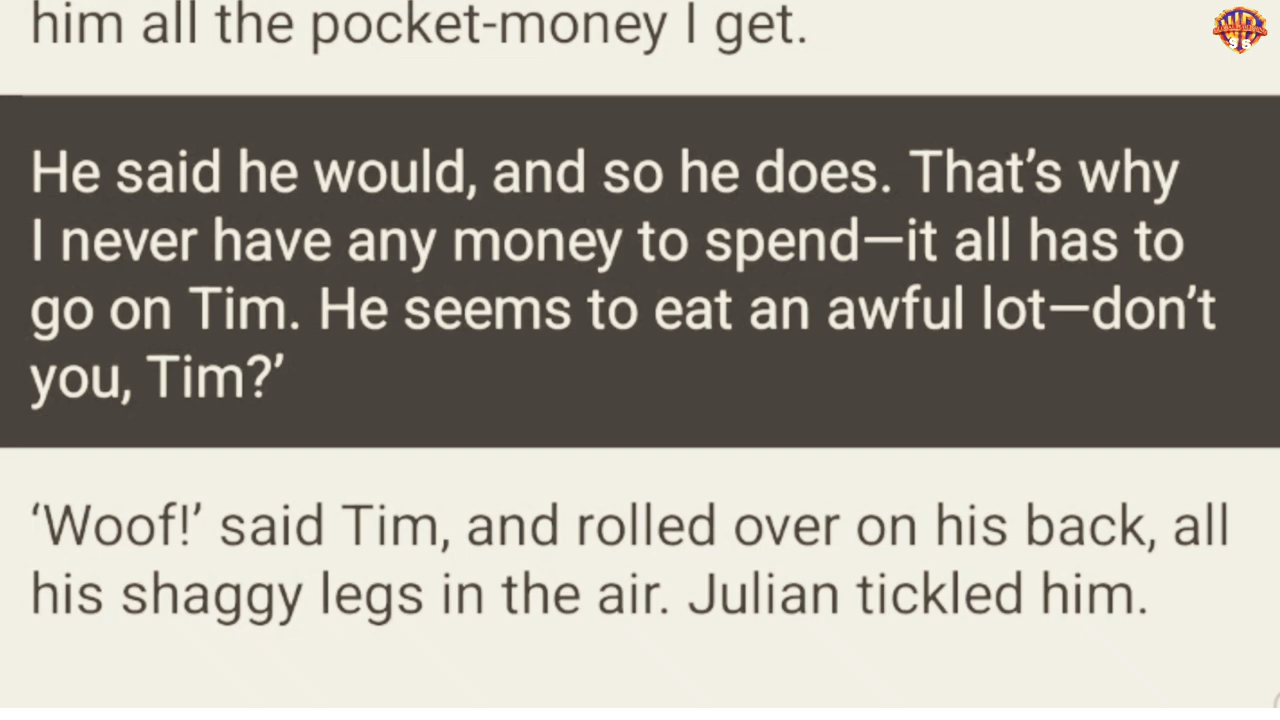 him all the pocket-money I get.
He said he would, and so he does. That’s why
I never have any money to spend—it all has to
go on Tim. He seems to eat an awful lot—don’t
you, Tim?’
‘Woof!’ said Tim, and rolled over on his back, all
his shaggy legs in the air. Julian tickled him.